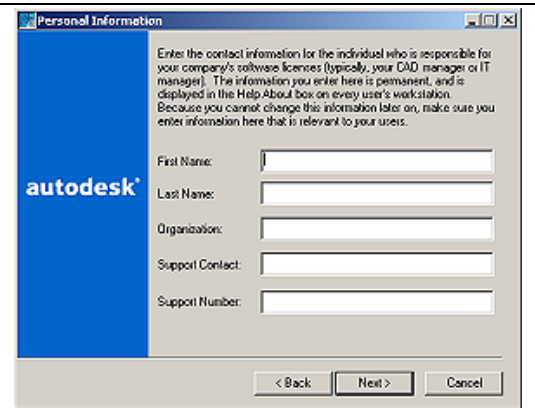 Personal Information
Enter the contact information for the individual who is responsible for
your company's software licenses (typically, your CAD manager or IT
manager). The information you enter here is permanent, and is
displayed in the Help About box on every user's workstation.
Because you cannot change this information later on, make sure you
enter information here that is relevant to your users.
First Name:
autodesk®
Last Name:
Organization:
Support Contact:
Support Number:
< Back Next > Cancel